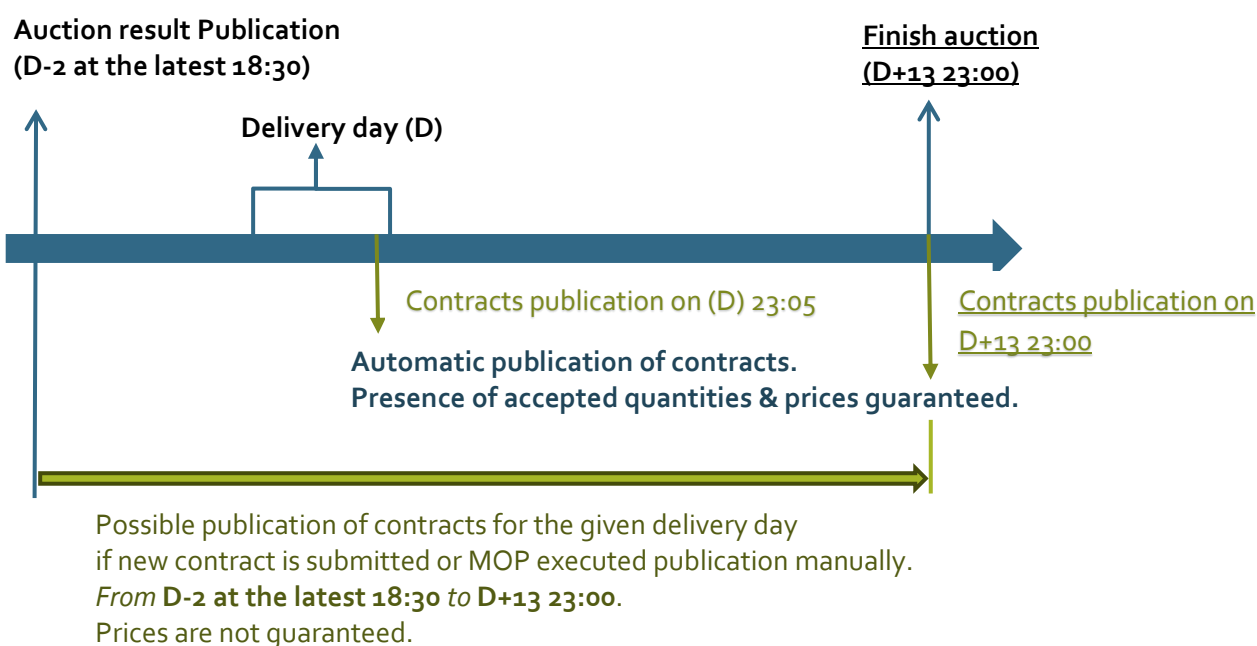 Auction result Publication
(D-2 at the latest 18:30)
Finish auction
(D+13 23:00)
Delivery day (D)
Contracts publication on (D) 23:05
Contracts publication on
D+13 23:00
Automatic publication of contracts.
Presence of accepted quantities & prices guaranteed.
Possible publication of contracts for the given delivery day
if new contract is submitted or MOP executed publication manually.
From D-2 at the latest 18:30 to D+13 23:00.
Prices are not guaranteed.